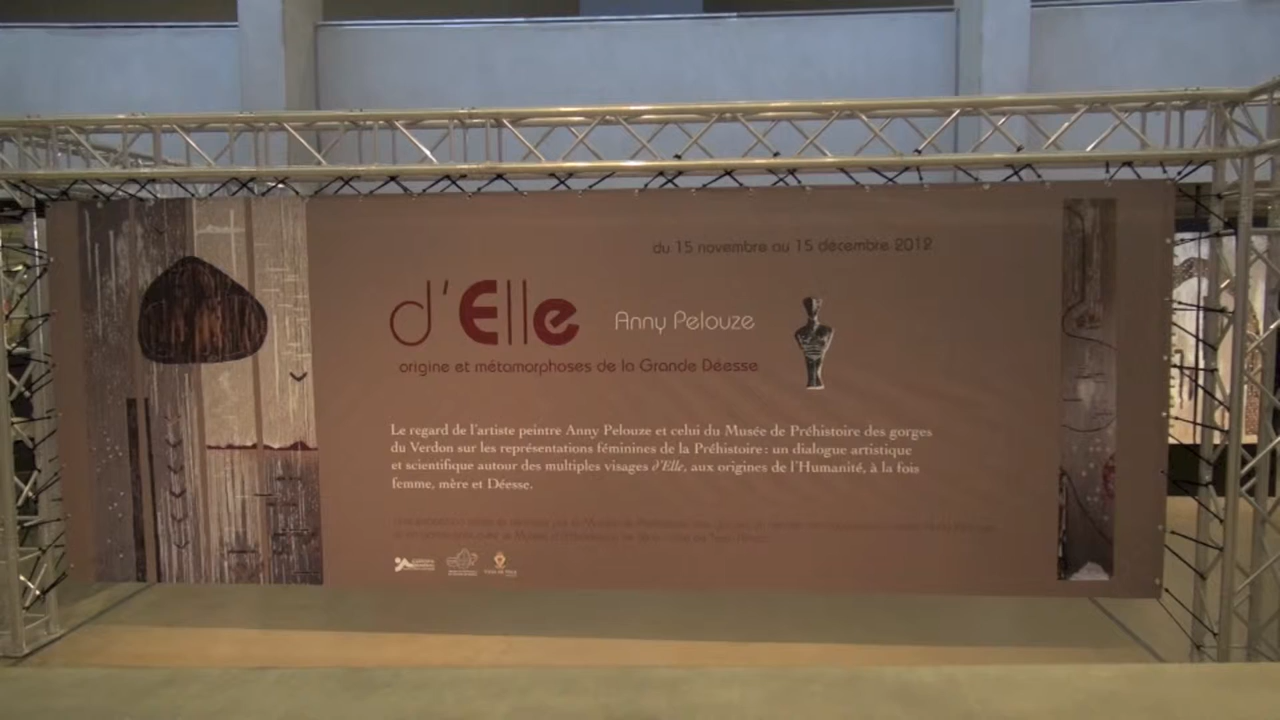 du 15 novembre au 15 décembre 2012
d'Elle
Anny Pelouze
origine et métamorphoses de la Grande Déesse
Le regard de l'artiste peintre Anny Pelouze et celui du Musée de Préhistoire des gorges
du Verdon sur les représentations féminines de la Préhistoire : un dialogue artistique
et scientifique autour des multiples visages d'Elle, aux origines de l'Humanité, à la fois
femme, mère et Déesse.